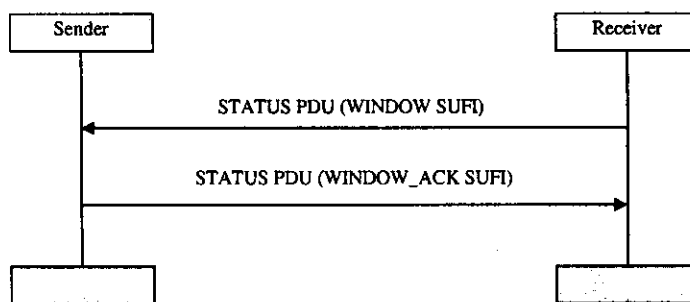 Sender
Receiver
STATUS PDU (WINDOW SUFI)
STATUS PDU (WINDOW_ACK SUFI)